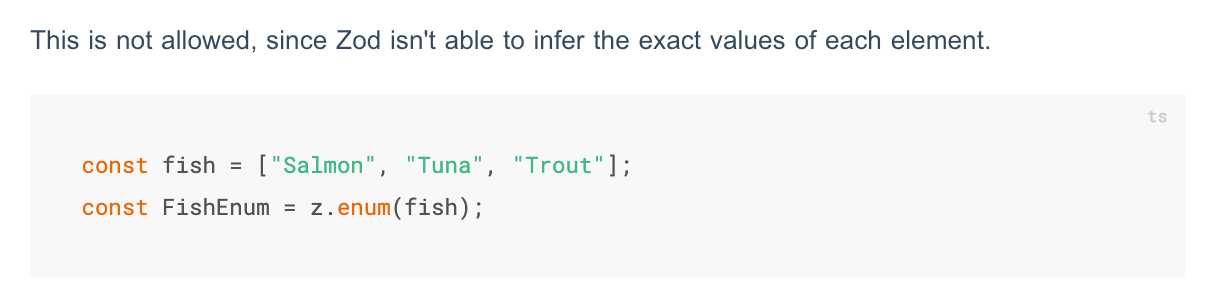 This is not allowed, since Zod isn't able to infer the exact values of each element.
ts
const fish = ["Salmon", "Tuna", "Trout"];
const FishEnum = z.enum(fish);